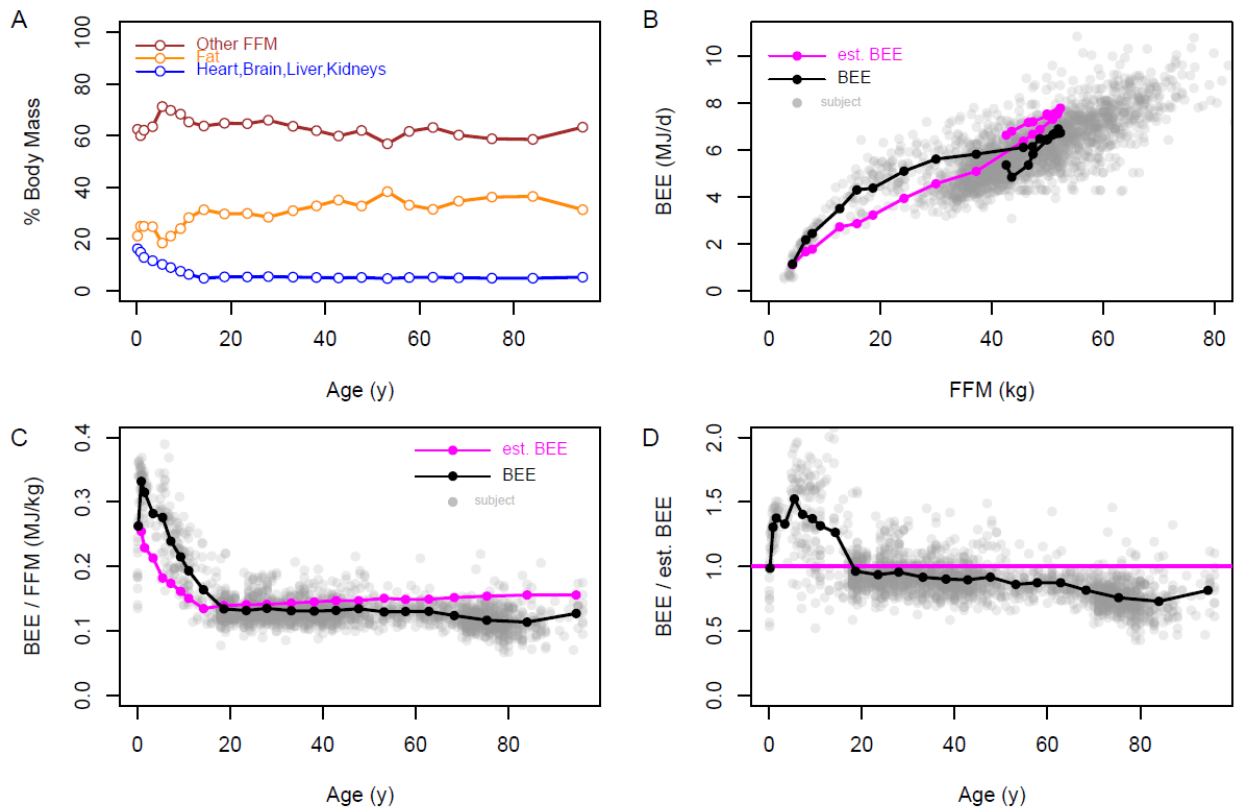 A
% Body Mass
100
80
60
40
20
0
Other FFM
Fat
Heart,Brain,Liver,Kidneys
0 20 40 60 80
Age (y)
B
BEE (MJ/d)
10
8
6
4
2
0
est. BEE
BEE
subject
0 20 40 60 80
FFM (kg)
C
BEE / FFM (MJ/kg)
0.4
0.3
0.2
0.1
0.0
est. BEE
BEE
subject
0 20 40 60 80
Age (y)
D
BEE / est. BEE
2.0
1.5
1.0
0.5
0.0
0 20 40 60 80
Age (y)